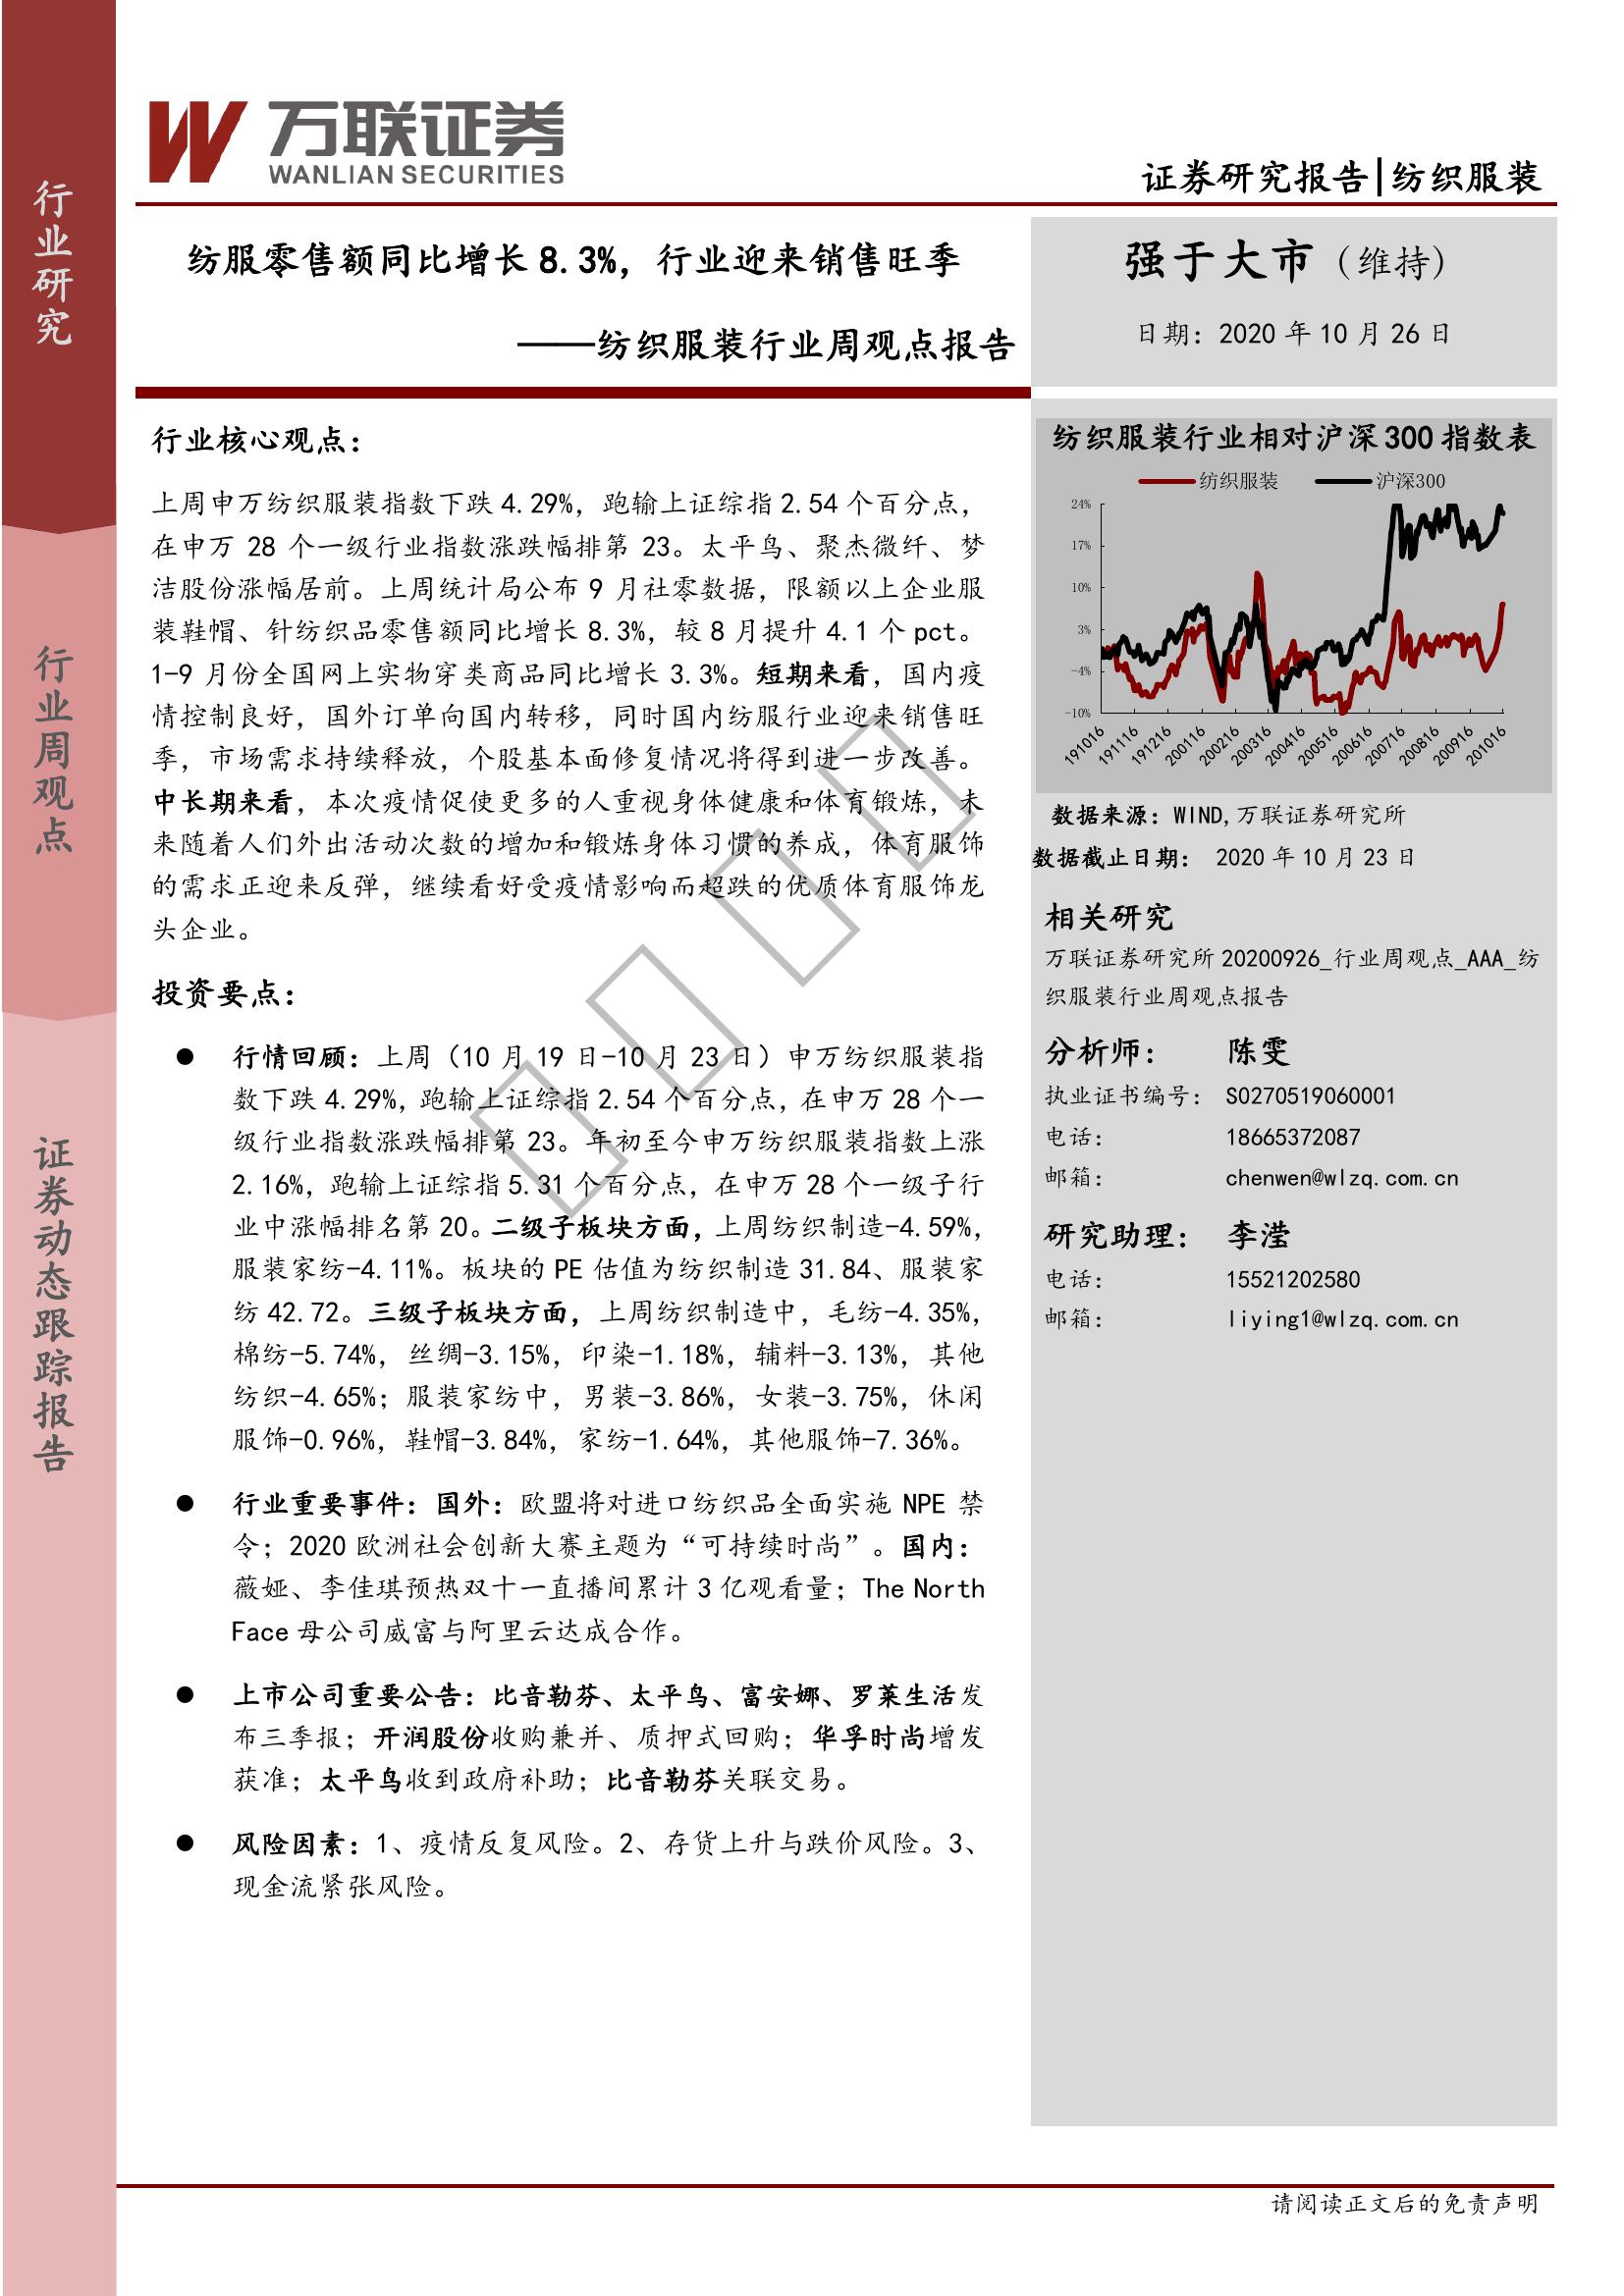 行业研究
行业周观点
证券动态跟踪报告
万联证券
WANLIAN SECURITIES
证券研究报告|纺织服装
纺服零售额同比增长 8.3%，行业迎来销售旺季
——纺织服装行业周观点报告
强于大市（维持）
日期：2020 年 10 月 26 日
行业核心观点：
上周申万纺织服装指数下跌 4.29%，跑输上证综指 2.54 个百分点，
在申万 28 个一级行业指数涨跌幅排第 23。太平鸟、聚杰微纤、梦
洁股份涨幅居前。上周统计局公布 9 月社零数据，限额以上企业服
装鞋帽、针纺织品零售额同比增长 8.3%，较 8 月提升 4.1 个 pct。
1-9 月份全国网上实物穿类商品同比增长 3.3%。短期来看，国内疫
情控制良好，国外订单向国内转移，同时国内纺服行业迎来销售旺
季，市场需求持续释放，个股基本面修复情况将得到进一步改善。
中长期来看，本次疫情促使更多的人重视身体健康和体育锻炼，未
来随着人们外出活动次数的增加和锻炼身体习惯的养成，体育服饰
的需求正迎来反弹，继续看好受疫情影响而超跌的优质体育服饰龙
头企业。
投资要点：
● 行情回顾：上周（10 月 19 日-10 月 23 日）申万纺织服装指
数下跌 4.29%，跑输上证综指 2.54 个百分点，在申万 28 个一
级行业指数涨跌幅排第 23。年初至今申万纺织服装指数上涨
2.16%，跑输上证综指 5.31 个百分点，在申万 28 个一级子行
业中涨幅排名第 20。二级子板块方面，上周纺织制造-4.59%，
服装家纺-4.11%。板块的 PE 估值为纺织制造 31.84、服装家
纺 42.72。三级子板块方面，上周纺织制造中，毛纺-4.35%，
棉纺-5.74%，丝绸-3.15%，印染-1.18%，辅料-3.13%，其他
纺织-4.65%；服装家纺中，男装-3.86%，女装-3.75%，休闲
服饰-0.96%，鞋帽-3.84%，家纺-1.64%，其他服饰-7.36%。
● 行业重要事件：国外：欧盟将对进口纺织品全面实施 NPE 禁
令；2020 欧洲社会创新大赛主题为“可持续时尚”。国内：
薇娅、李佳琪预热双十一直播间累计 3 亿观看量；The North
Face 母公司威富与阿里云达成合作。
● 上市公司重要公告：比音勒芬、太平鸟、富安娜、罗莱生活发
布三季报；开润股份收购兼并、质押式回购；华孚时尚增发
获准；太平鸟收到政府补助；比音勒芬关联交易。
● 风险因素：1、疫情反复风险。2、存货上升与跌价风险。3、
现金流紧张风险。
纺织服装行业相对沪深 300 指数表
纺织服装 沪深300
24%
17%
10%
3%
-4%
-10%
191016 191116 191216 200116 200216 200316 200416 200516 200616 200716 200816 200916 201016
数据来源：WIND,万联证券研究所
数据截止日期： 2020 年 10 月 23 日
相关研究
万联证券研究所 20200926_行业周观点_AAA_纺
织服装行业周观点报告
分析师： 陈雯
执业证书编号： S0270519060001
电话： 18665372087
邮箱： chenwen@wlzq.com.cn
研究助理： 李滢
电话： 15521202580
邮箱： liying1@wlzq.com.cn
请阅读正文后的免责声明